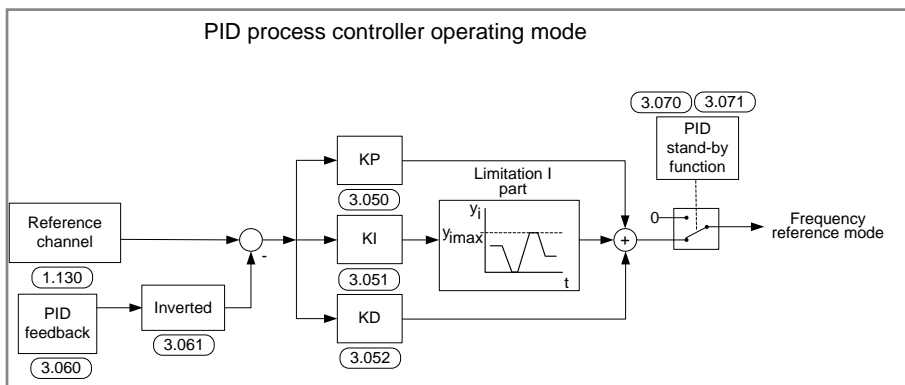 PID process controller operating mode
3.070
3.071
PID
stand-by
function
KP
3.050
Limitation I
part
yi
yimax
t
Reference
channel
1.130
-
KI
3.051
+
0
Frequency
reference mode
PID
feedback
3.060
Inverted
3.061
KD
3.052